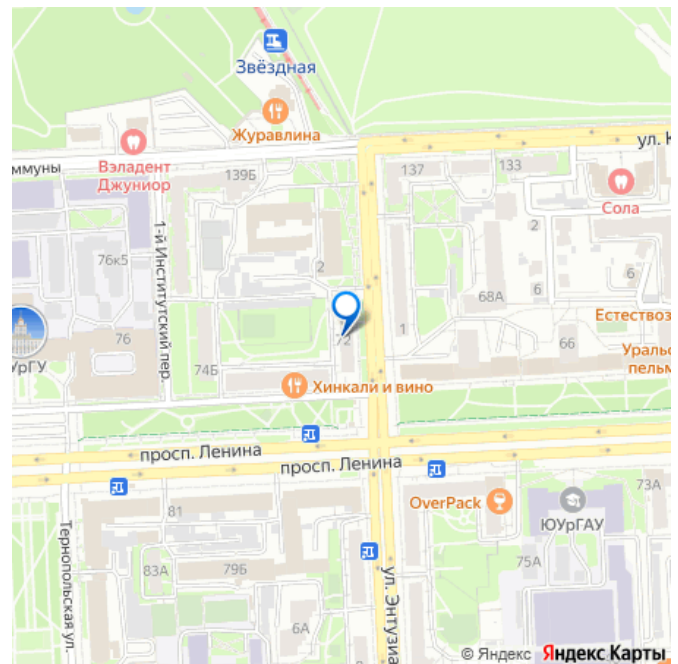 Звёздная
Журавлина
ул. К
ммуны
Вэладент
Джуниор
139Б
137
133
Сола
1-й Институтский пер.
2
76к5
2
6
6
68А
Естествоз
УрГУ
76
74Б
72
1
66
Уральс
пельм
Хинкали и вино
просп. Ленина
просп. Ленина
OverPack
73А
ЮУрГАУ
81
Тернопольская ул.
83А
79Б
75А
ул. Энтузиа
6А
© Яндекс Яндекс Карты